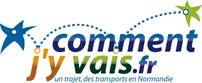 comment
j'y vais.fr
un trajet, des transports en Normandie